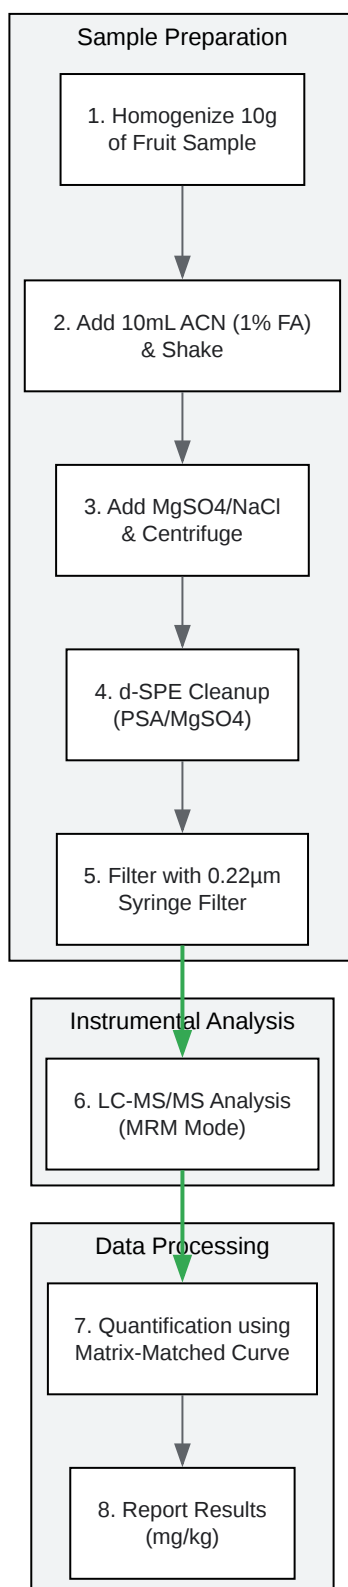 Sample Preparation
1. Homogenize 10g
of Fruit Sample
2. Add 10mL ACN (1% FA)
& Shake
3. Add MgSO4/NaCl
& Centrifuge
4. d-SPE Cleanup
(PSA/MgSO4)
5. Filter with 0.22µm
Syringe Filter
Instrumental Analysis
6. LC-MS/MS Analysis
(MRM Mode)
Data Processing
7. Quantification using
Matrix-Matched Curve
8. Report Results
(mg/kg)